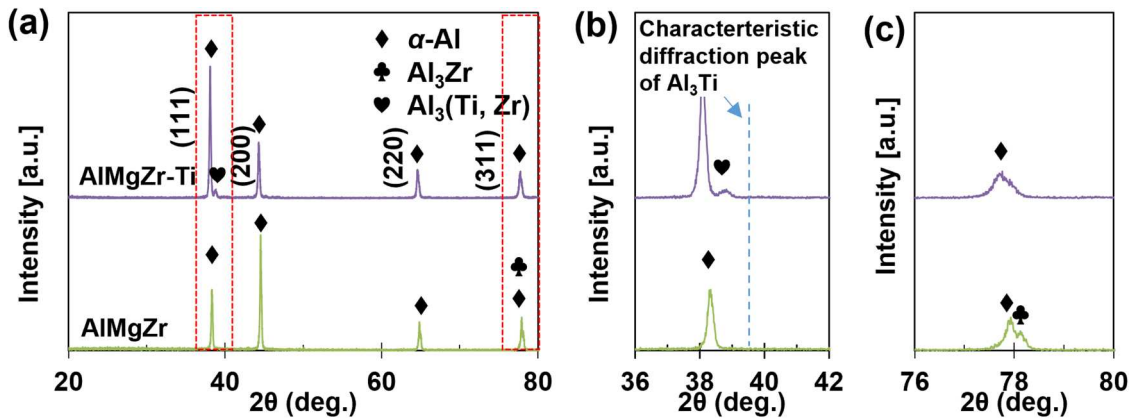 (a)
Intensity [a.u.]
(111)
(200)
(220)
(311)
α-Al
Al₃Zr
Al₃(Ti, Zr)
AlMgZr-Ti
AlMgZr
20 40 60 80
2θ (deg.)
(b)
Intensity [a.u.]
Characterteristic
diffraction peak
of Al₃Ti
36 38 40 42
2θ (deg.)
(c)
Intensity [a.u.]
76 78 80
2θ (deg.)